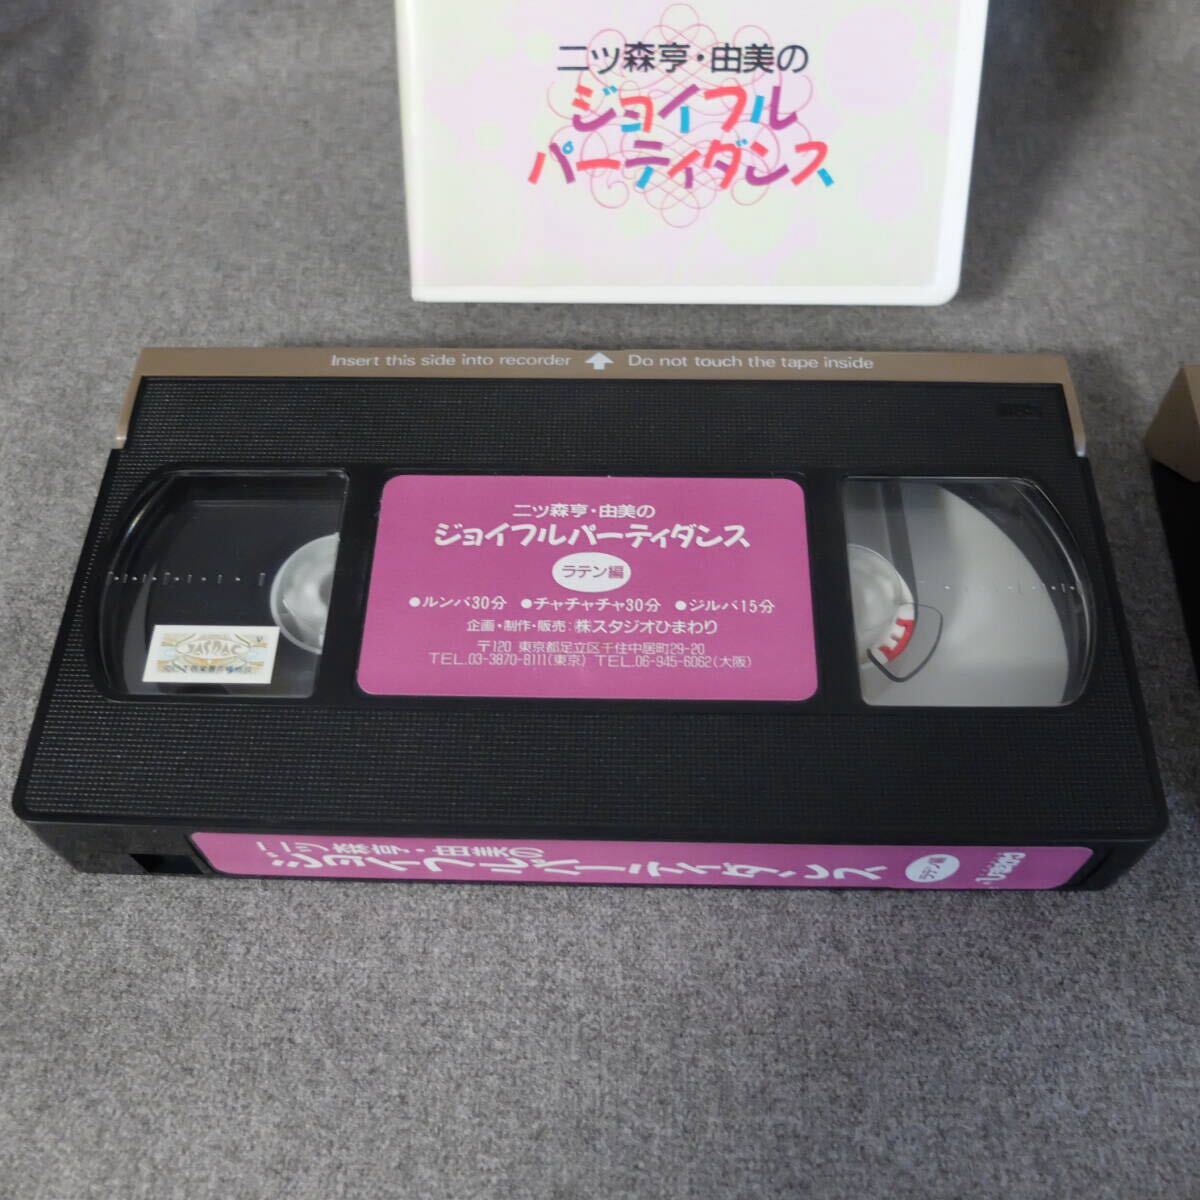 二ツ森亨・由美の
ジョイフル
パーティダンス
Insert this side into recorder Do not touch the tape inside
二ツ森亨・由美の
ジョイフルパーティダンス
ラテン編
●ルンバ30分 ●チャチャチャ30分 ●ジルバ15分
企画・制作・販売：株スタジオひまわり
〒120 東京都足立区千住中居町29-20
TEL.03-3870-8111(東京) TEL.06-945-6062(大阪)
JASRAC
二ツ森亨・由美の
ジョイフルパーティダンス
ラテン編